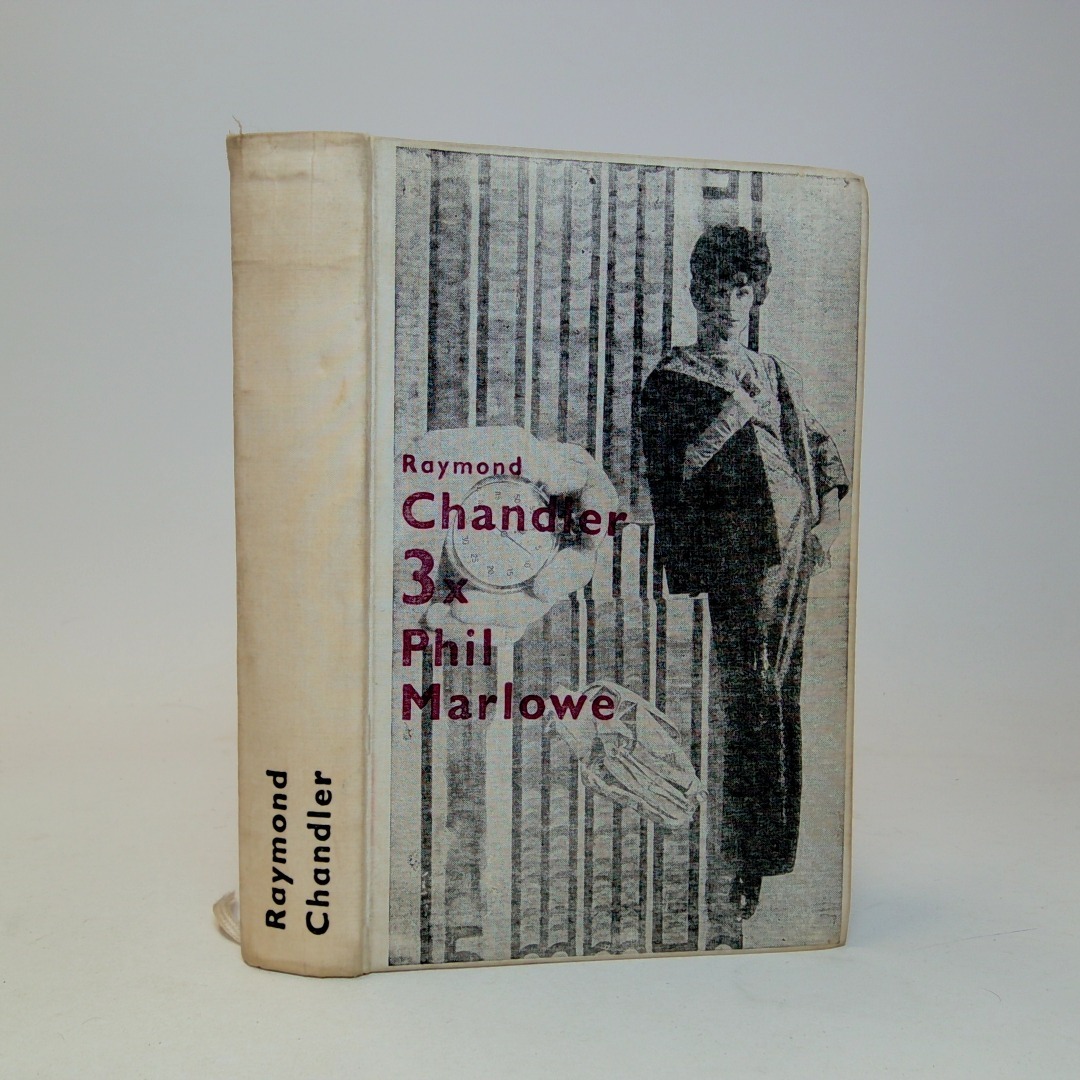 Raymond
Chandler
Raymond
Chandler
3x
Phil
Marlowe